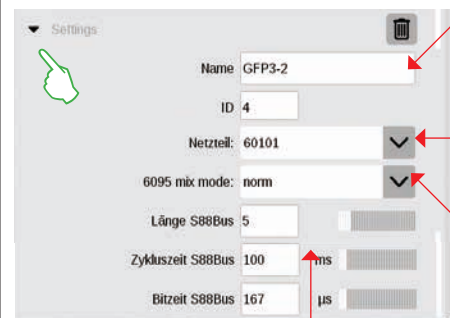 Settings
Name GFP3-2
ID 4
Netzteil: 60101
6095 mix mode: norm
Länge S88Bus 5
Zykluszeit S88Bus 100 ms
Bitzeit S88Bus 167 µs